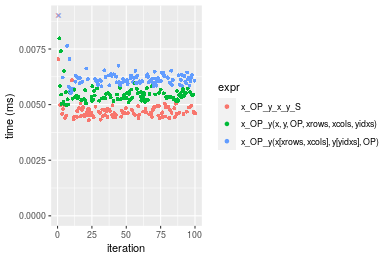 0.0075
0.0050
0.0025
0.0000
time (ms)
0
25
50
75
100
iteration
expr
x_OP_y_x_y_S
x_OP_y(x, y, OP, xrows, xcols, yidxs)
x_OP_y(x[xrows, xcols], y[yidxs], OP)